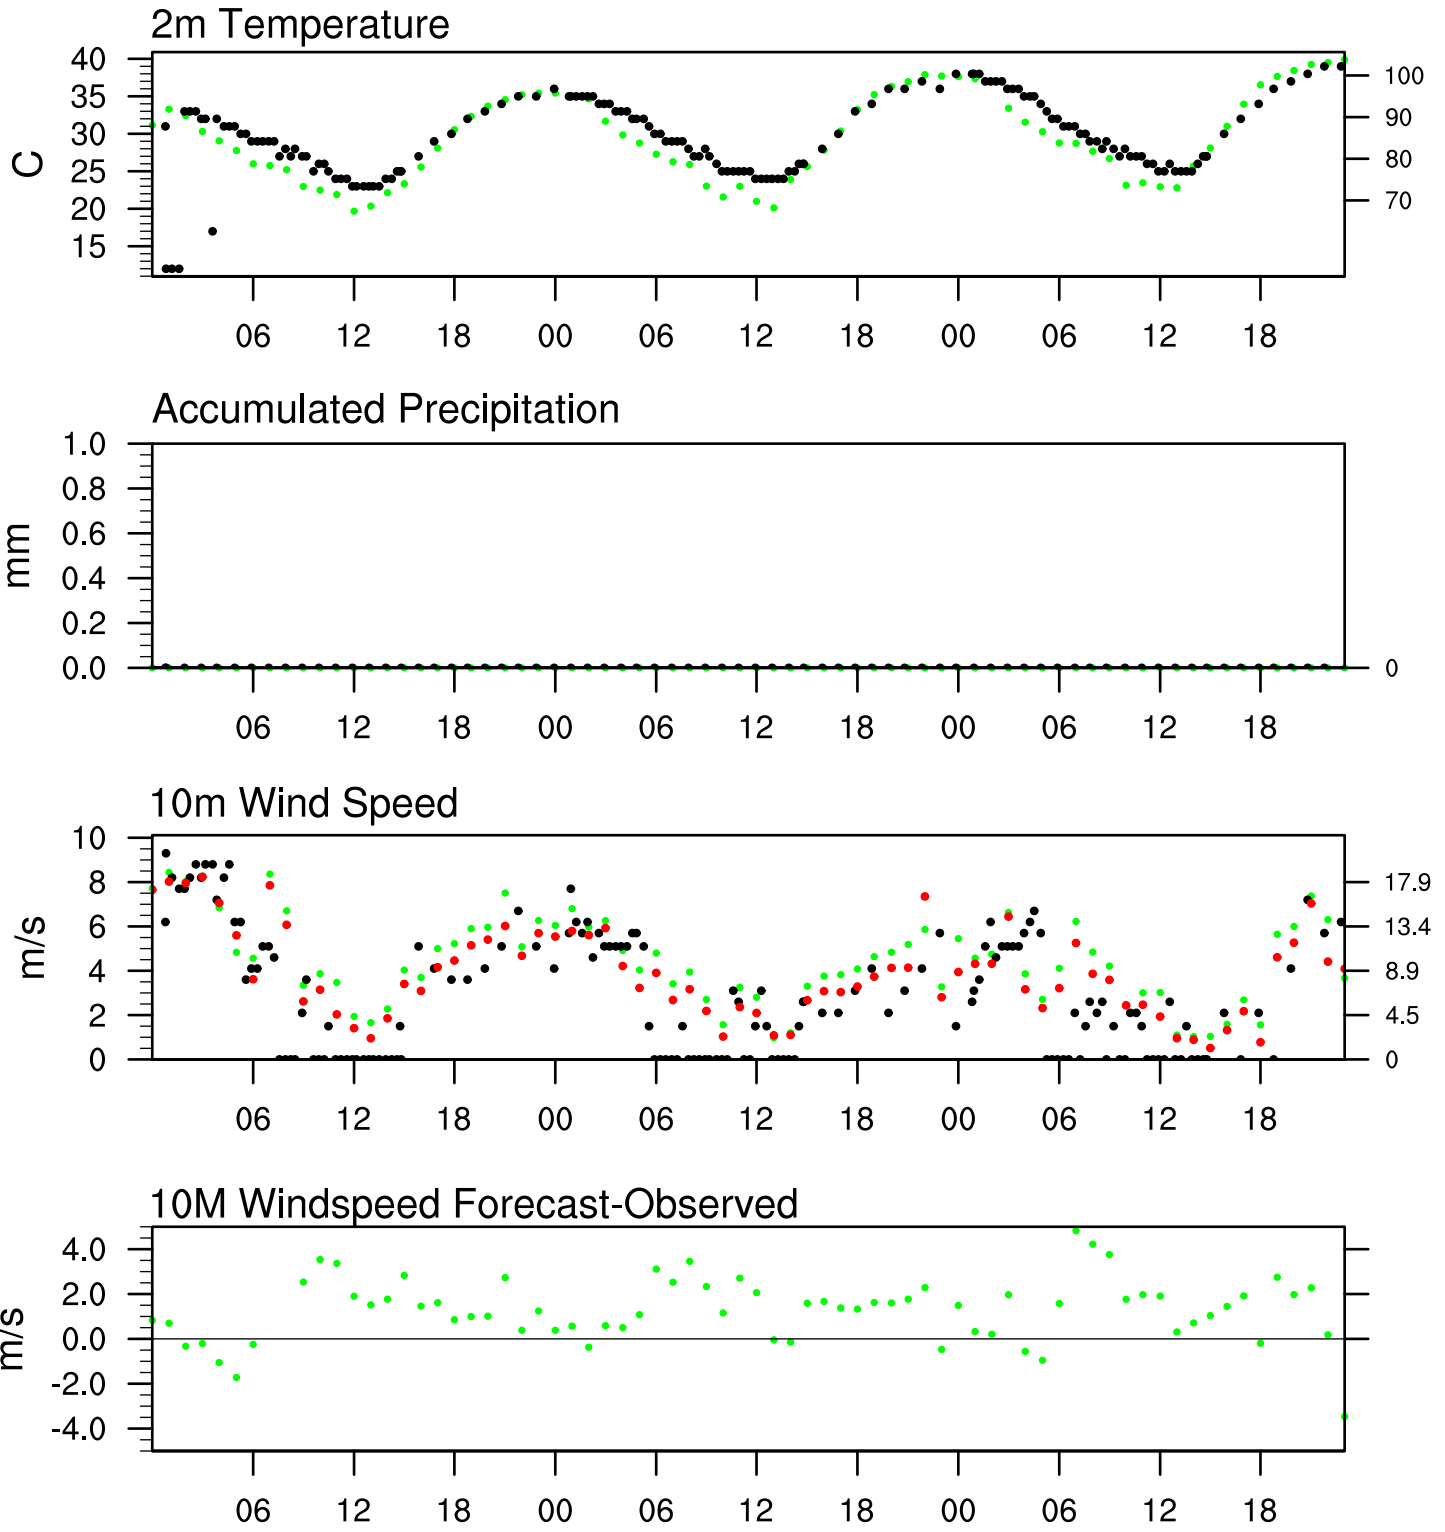 2m Temperature
40
35
30
25
20
15
C
100
90
80
70
06 12 18 00 06 12 18 00 06 12 18
Accumulated Precipitation
1.0
0.8
0.6
0.4
0.2
0.0
mm
0
06 12 18 00 06 12 18 00 06 12 18
10m Wind Speed
10
8
6
4
2
0
m/s
17.9
13.4
8.9
4.5
0
06 12 18 00 06 12 18 00 06 12 18
10M Windspeed Forecast-Observed
4.0
2.0
0.0
-2.0
-4.0
m/s
06 12 18 00 06 12 18 00 06 12 18